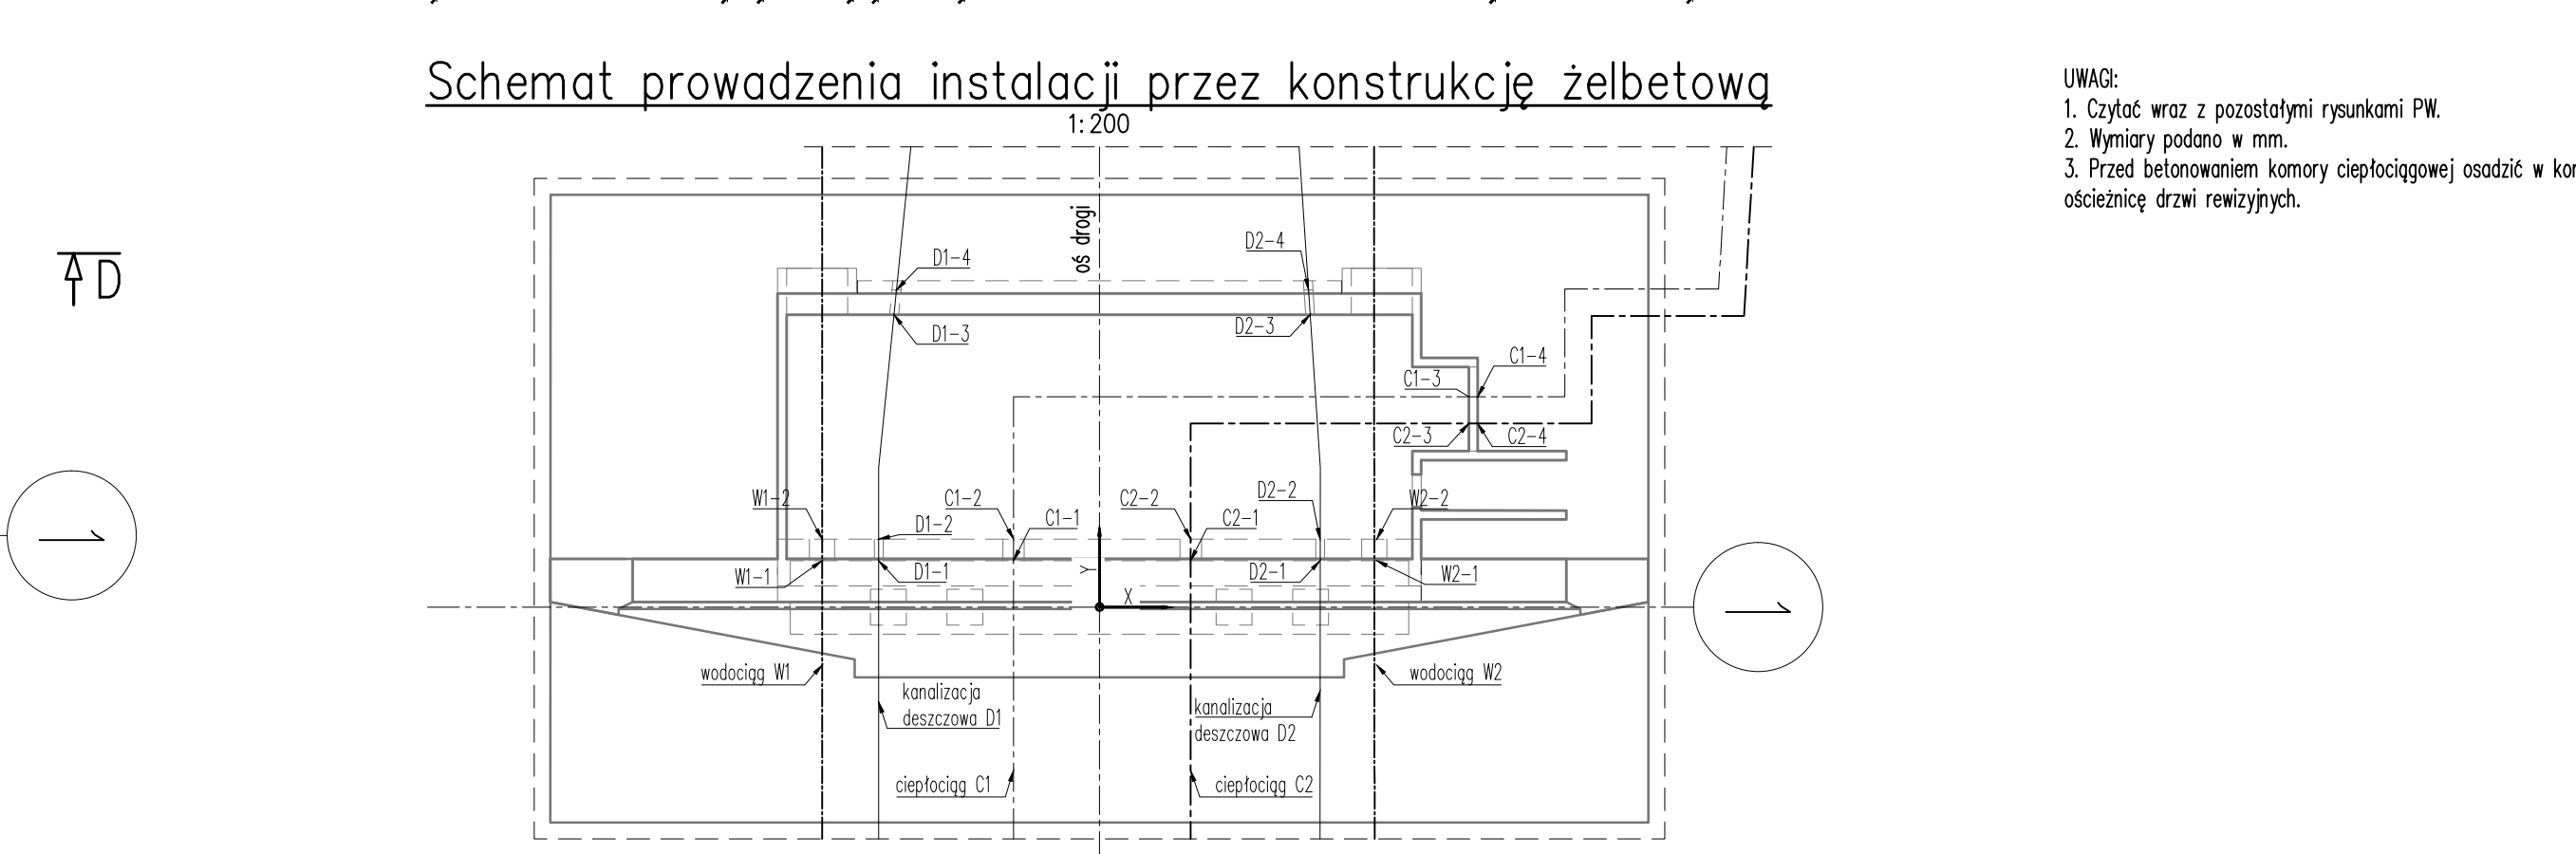 Schemat prowadzenia instalacji przez konstrukcję żelbetową
1:200
UWAGI:
1. Czytać wraz z pozostałymi rysunkami PW.
2. Wymiary podano w mm.
3. Przed betonowaniem komory ciepłociągowej osadzić w
ościeżnicę drzwi rewizyjnych.
D
oś drogi
D1-4
D2-4
D1-3
D2-3
C1-4
C1-3
C2-3
C2-4
W1-2
C1-2
C1-1
C2-2
C2-1
D2-2
W2-2
D1-2
W1-1
D1-1
D2-1
W2-1
Y
X
wodociąg W1
wodociąg W2
kanalizacja
deszczowa D1
kanalizacja
deszczowa D2
ciepłociąg C1
ciepłociąg C2